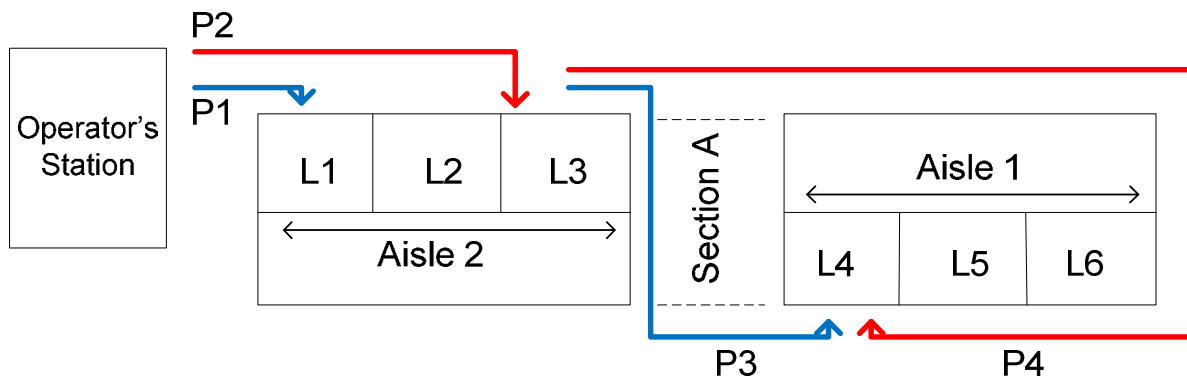 P2
P1
Operator's
Station
L1
L2
L3
Aisle 2
Section A
Aisle 1
L4
L5
L6
P3
P4